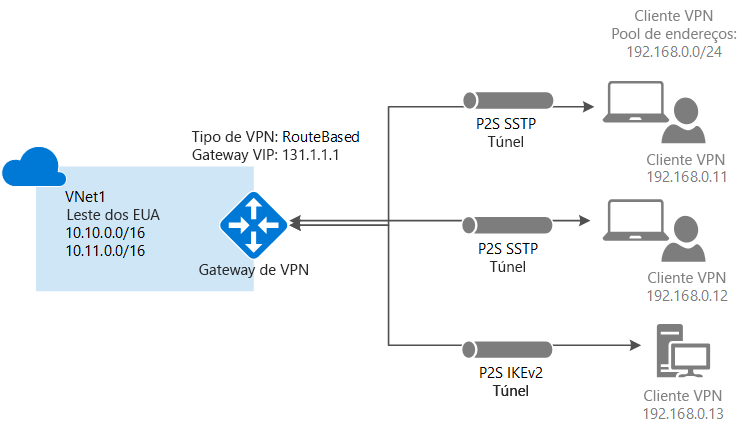 Cliente VPN
Pool de endereços:
192.168.0.0/24
P2S SSTP
Túnel
Tipo de VPN: RouteBased
Gateway VIP: 131.1.1.1
Cliente VPN
192.168.0.11
VNet1
Leste dos EUA
10.10.0.0/16
10.11.0.0/16
Gateway de VPN
P2S SSTP
Túnel
Cliente VPN
192.168.0.12
P2S IKEv2
Túnel
Cliente VPN
192.168.0.13